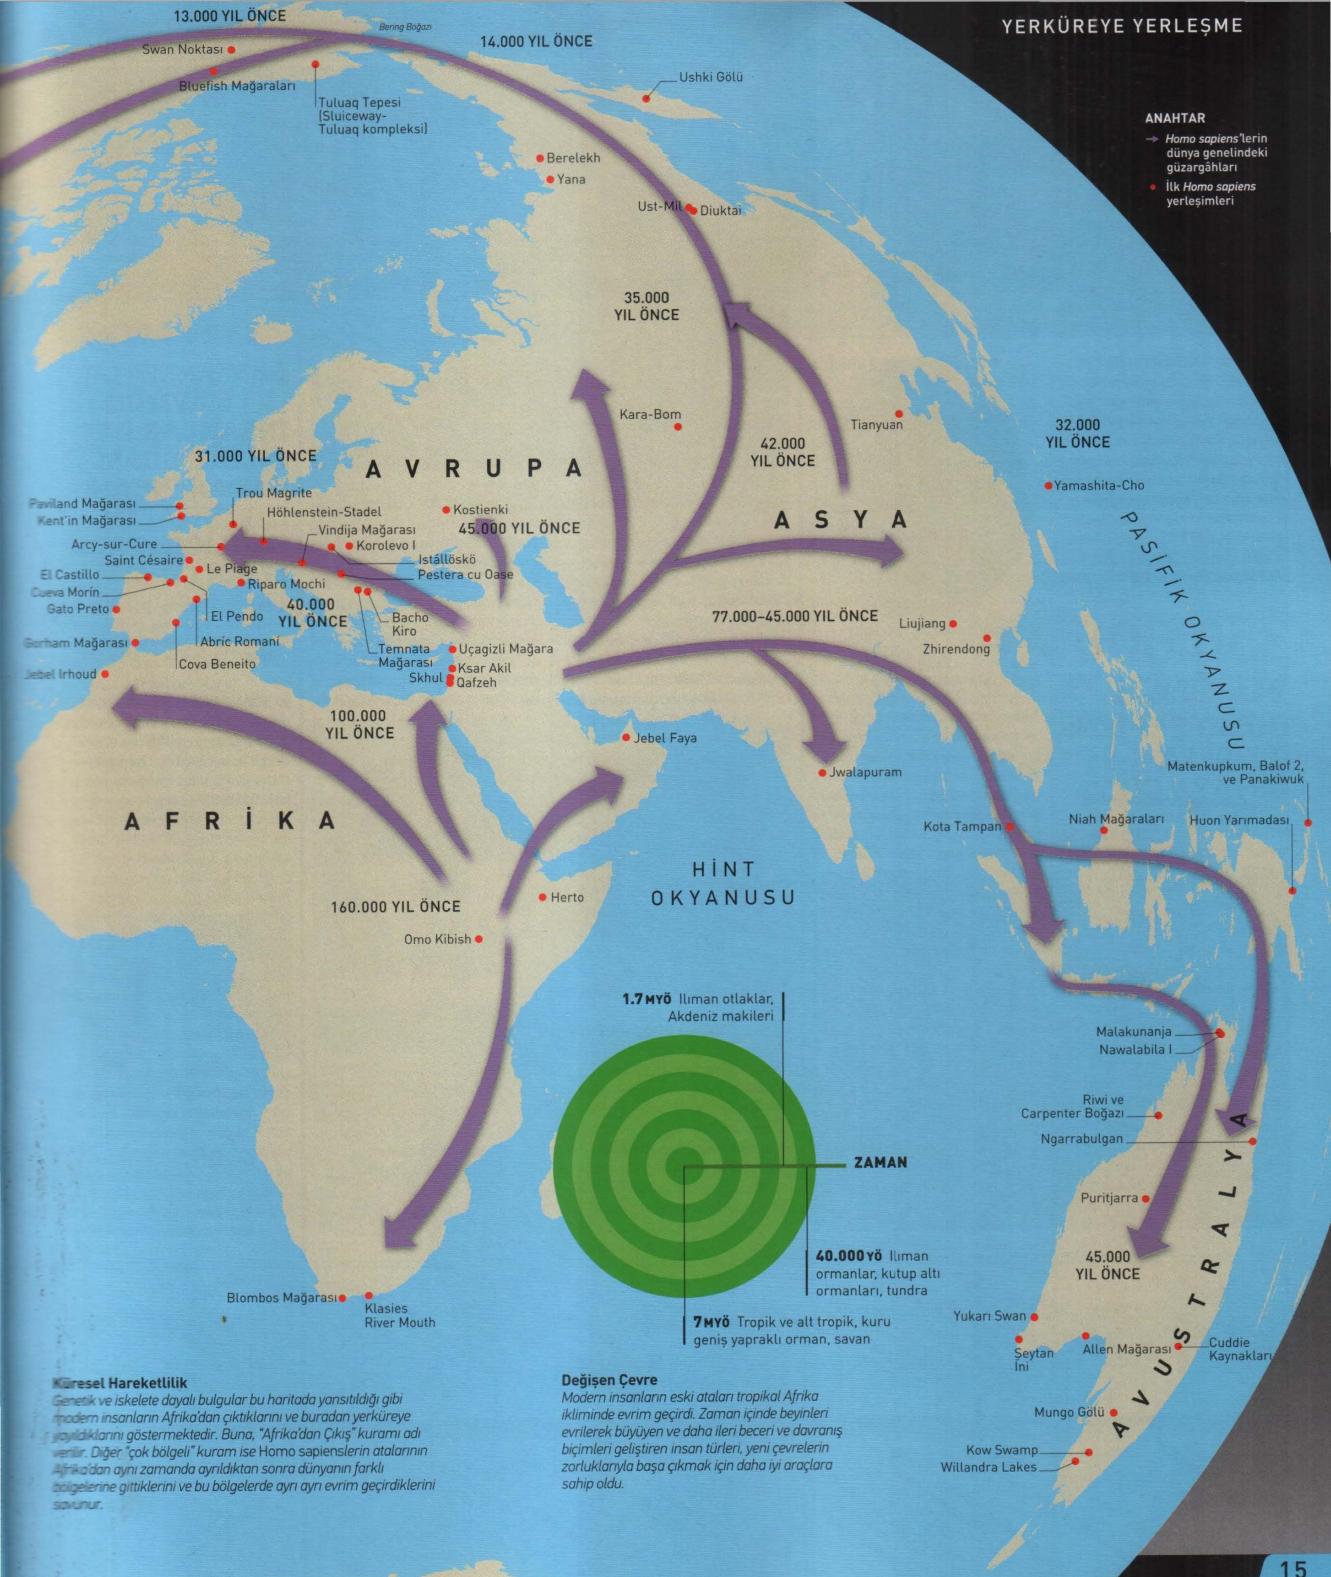 YERKÜREYE YERLEŞME
ANAHTAR
Homo sapiens'lerin
dünya genelindeki
güzargâhları
İlk Homo sapiens
yerleşimleri
13.000 YIL ÖNCE
Bering Boğazı
14.000 YIL ÖNCE
Swan Noktası
Bluefish Mağaraları
Tuluaq Tepesi
(Sluiceway-
Tuluaq kompleksi)
Ushki Gölü
Berelekh
Yana
Ust-Mil
Diuktai
35.000
YIL ÖNCE
Kara-Bom
Tianyuan
42.000
YIL ÖNCE
32.000
YIL ÖNCE
Yamashita-Cho
31.000 YIL ÖNCE
AVRUPA
ASYA
PASİFİK OKYANUSU
Paviland Mağarası
Kent'in Mağarası
Trou Magrite
Höhlenstein-Stadel
Vindija Mağarası
Kostienki
45.000 YIL ÖNCE
Arcy-sur-Cure
Korolevo I
Saint Césaire
Istállöskö
Le Piage
Pestera cu Oase
El Castillo
Riparo Mochi
Cueva Morín
40.000
YIL ÖNCE
Gato Preto
El Pendo
Bacho
Kiro
Gorham Mağarası
Abric Romaní
Temnata
Mağarası
Uçagizli Mağara
Cova Beneito
Ksar Akil
Skhul
Qafzeh
Jebel Irhoud
77.000–45.000 YIL ÖNCE
Liujiang
Zhirendong
100.000
YIL ÖNCE
Jebel Faya
Jwalapuram
Matenkupkum, Balof 2,
ve Panakiwuk
AFRİKA
Kota Tampan
Niah Mağaraları
Huon Yarımadası
HİNT
OKYANUSU
160.000 YIL ÖNCE
Herto
Omo Kibish
1.7 MYÖ Ilıman otlaklar,
Akdeniz makileri
Malakunanja
Nawalabila I
Riwi ve
Carpenter Boğazı
Ngarrabulgan
ZAMAN
Puritjarra
AVUSTRALYA
40.000 YÖ Ilıman
ormanlar, kutup altı
ormanları, tundra
45.000
YIL ÖNCE
7 MYÖ Tropik ve alt tropik, kuru
geniş yapraklı orman, savan
Blombos Mağarası
Klasies
River Mouth
Yukarı Swan
Şeytan
İni
Allen Mağarası
Cuddie
Kaynakları
Mungo Gölü
Kow Swamp
Willandra Lakes
Küresel Hareketlilik
Genetik ve iskelete dayalı bulgular bu haritada yansıtıldığı gibi
modern insanların Afrika'dan çıktıklarını ve buradan yerküreye
yayıldıklarını göstermektedir. Buna, "Afrika'dan Çıkış" kuramı adı
verilir. Diğer "çok bölgeli" kuram ise Homo sapienslerin atalarının
Afrika'dan aynı zamanda ayrıldıktan sonra dünyanın farklı
bölgelerine gittiklerini ve bu bölgelerde ayrı ayrı evrim geçirdiklerini
savunur.
Değişen Çevre
Modern insanların eski ataları tropikal Afrika
ikliminde evrim geçirdi. Zaman içinde beyinleri
evrilerek büyüyen ve daha ileri beceri ve davranış
biçimleri geliştiren insan türleri, yeni çevrelerin
zorluklarıyla başa çıkmak için daha iyi araçlara
sahip oldu.
15